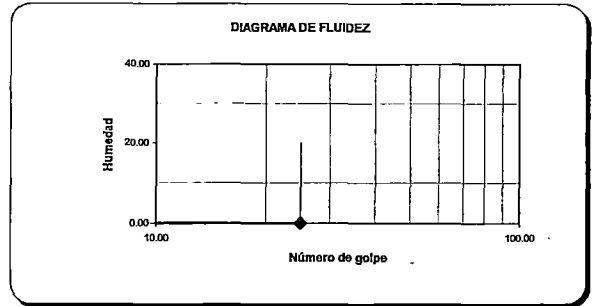 DIAGRAMA DE FLUIDEZ
40.00
Humedad
20.00
0.00
10.00
100.00
Número de golpe